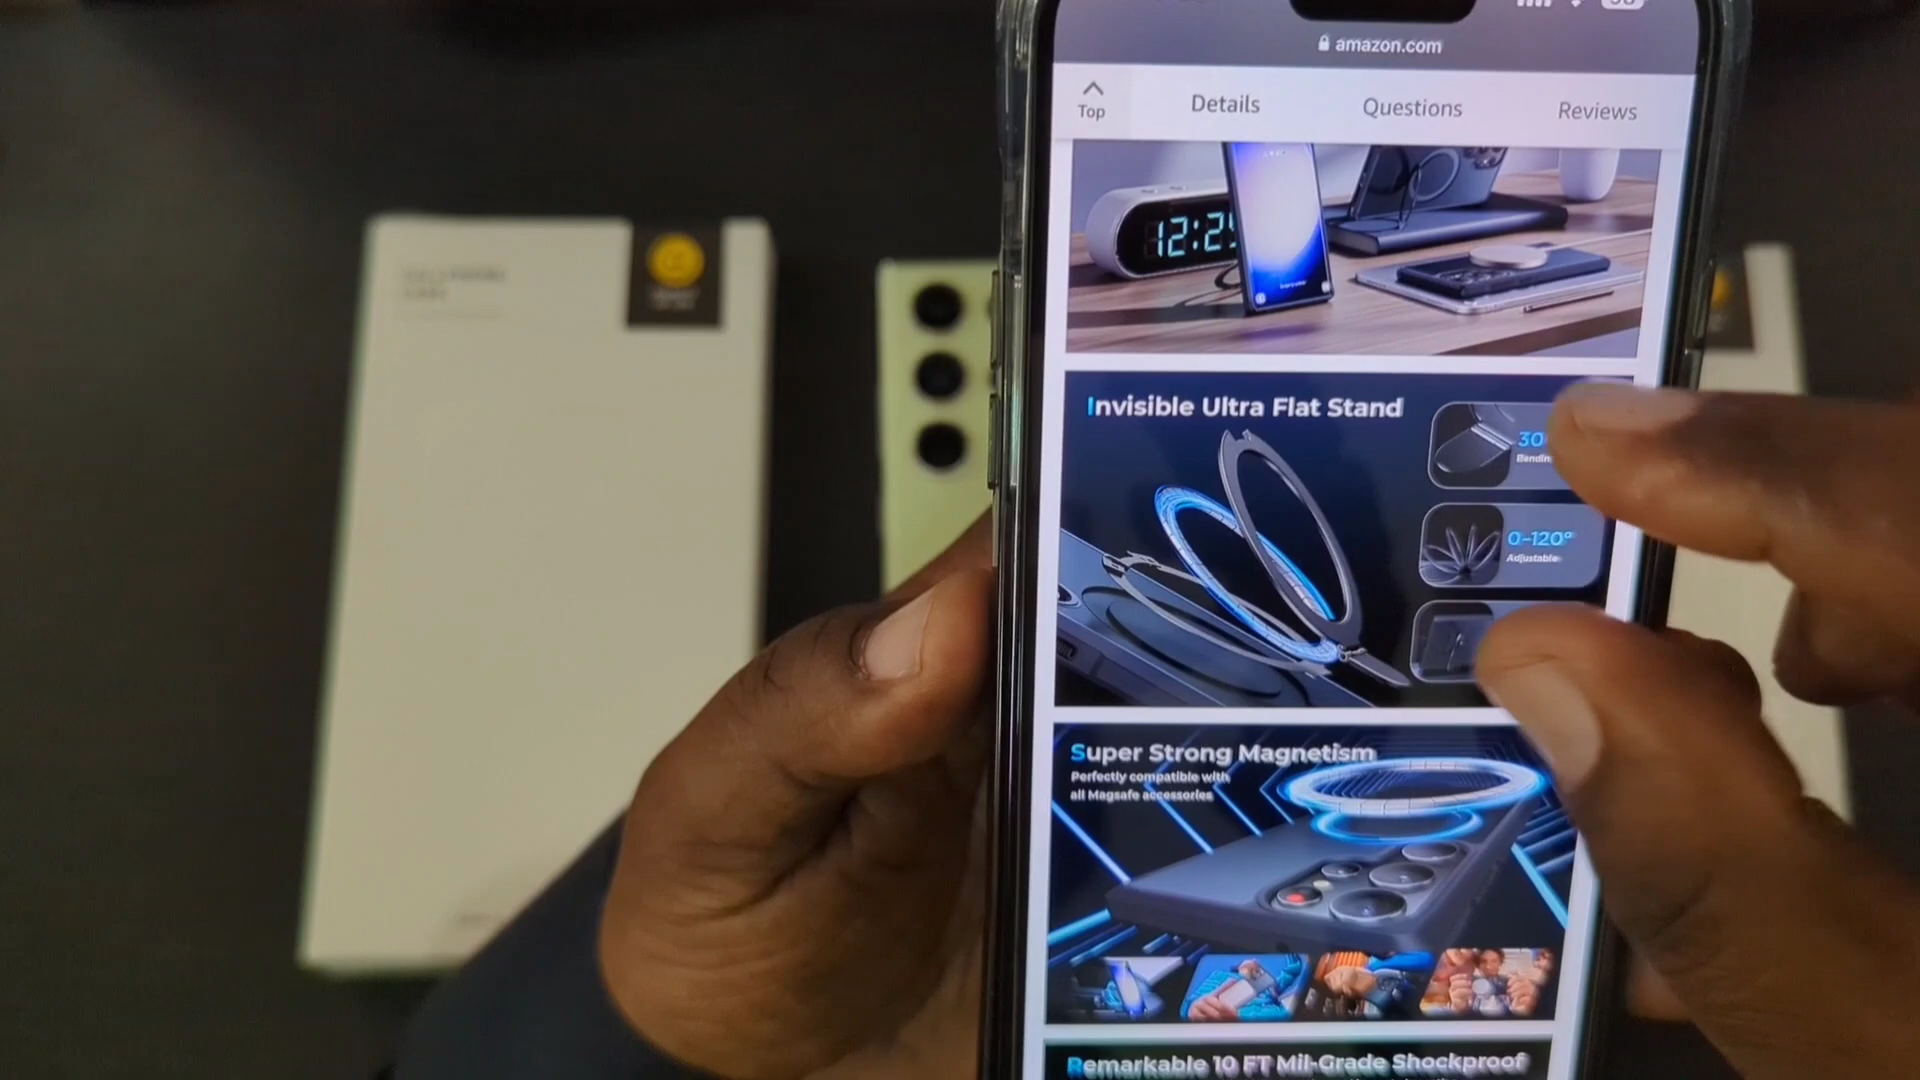 amazon.com
Top
Details
Questions
Reviews
12:2
Invisible Ultra Flat Stand
30
0-120°
Adjustable
Super Strong Magnetism
Perfectly compatible with
all Magsafe accessories
Remarkable 10 FT Mil-Grade Shockproof